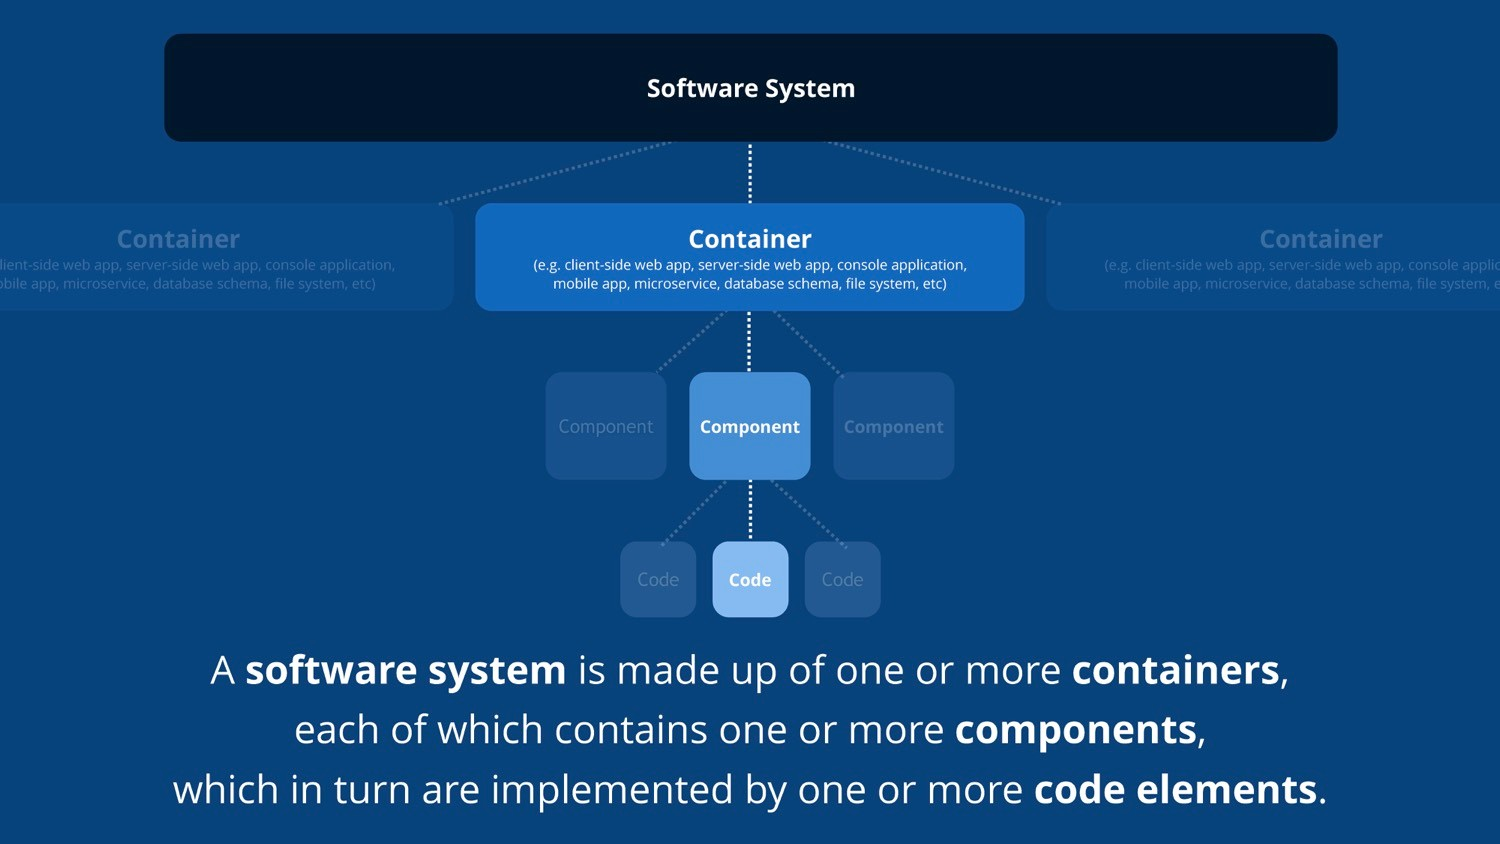 Software System
Container
lient-side web app, server-side web app, console application,
bile app, microservice, database schema, file system, etc)
Container
(e.g. client-side web app, server-side web app, console application,
mobile app, microservice, database schema, file system, etc)
Container
(e.g. client-side web app, server-side web app, console applic
mobile app, microservice, database schema, file system, e
Component
Component
Component
Code
Code
Code
A software system is made up of one or more containers,
each of which contains one or more components,
which in turn are implemented by one or more code elements.